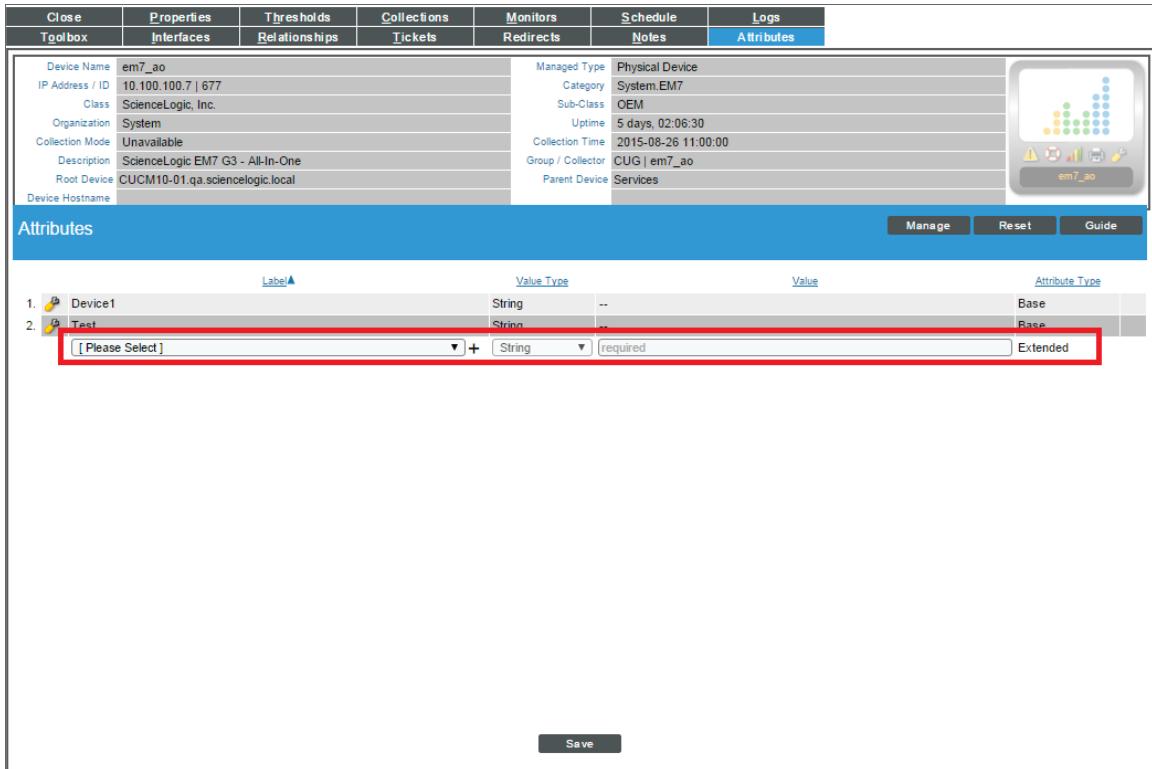 Close Properties Thresholds Collections Monitors Schedule Logs
Toolbox Interfaces Relationships Tickets Redirects Notes Attributes
Device Name em7_ao Managed Type Physical Device
IP Address / ID 10.100.100.7 | 677 Category System.EM7
Class ScienceLogic, Inc. Sub-Class OEM
Organization System Uptime 5 days, 02:06:30
Collection Mode Unavailable Collection Time 2015-08-26 11:00:00
Description ScienceLogic EM7 G3 - All-In-One Group / Collector CUG | em7_ao
Root Device CUCM10-01.qa.sciencelogic.local Parent Device Services
em7_ao
Device Hostname
Attributes Manage Reset Guide
Label Value Type Value Attribute Type
1. Device1 String -- Base
2. Test String -- Base
[ Please Select ] + String required Extended
Save